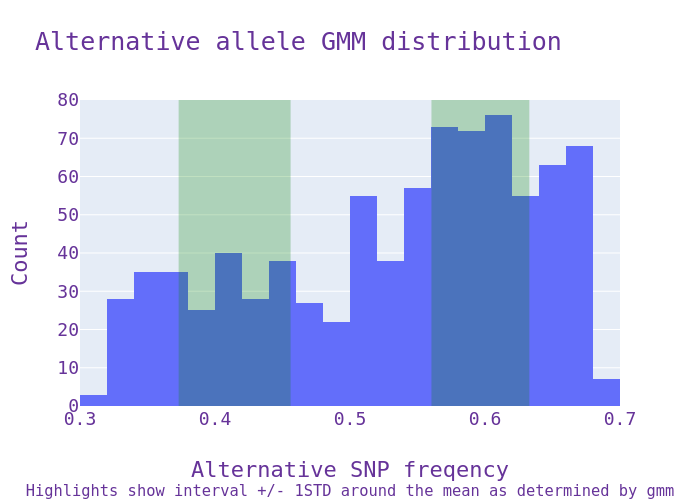 Alternative allele GMM distribution
80
70
60
50
40
30
20
10
0
Count
0.3 0.4 0.5 0.6 0.7
Alternative SNP freqency
Highlights show interval +/- 1STD around the mean as determined by gmm